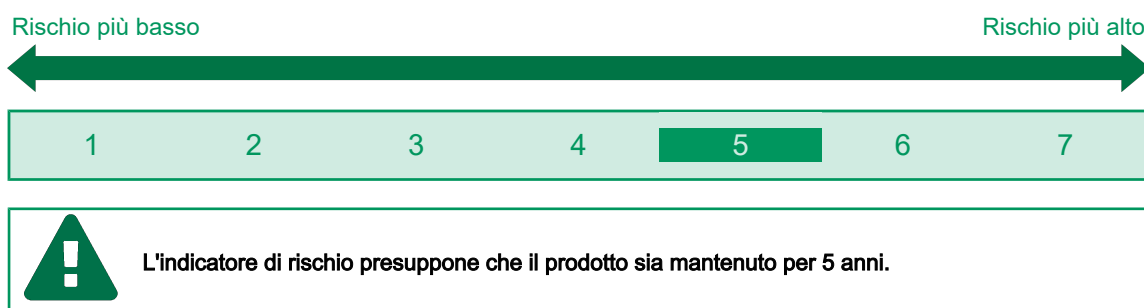 Rischio più basso Rischio più alto
1 2 3 4 5 6 7
L'indicatore di rischio presuppone che il prodotto sia mantenuto per 5 anni.